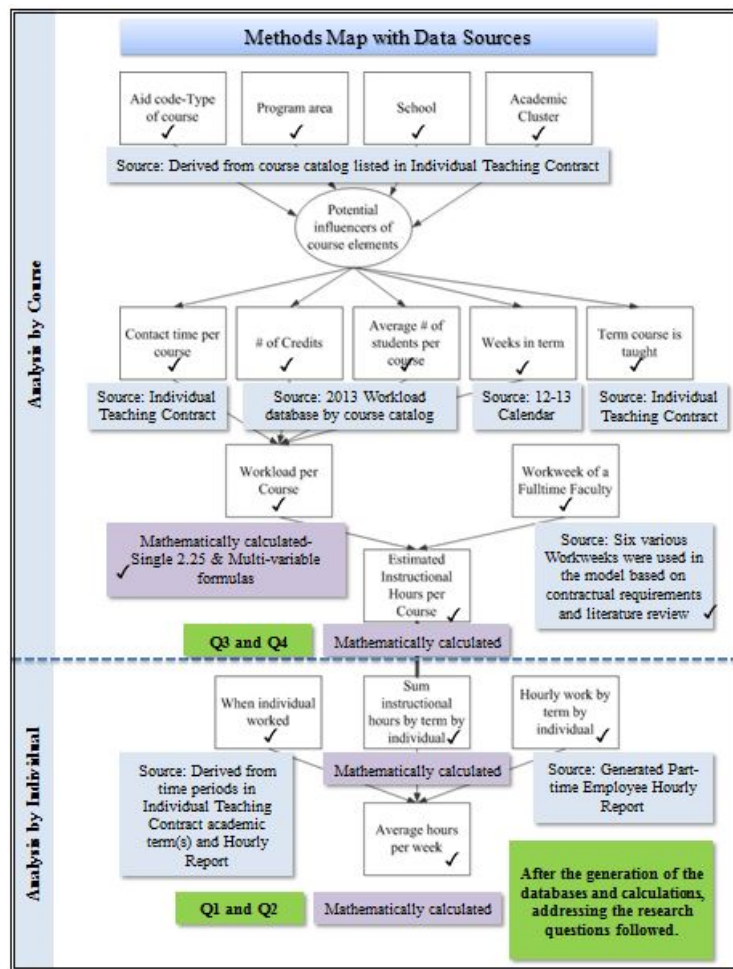 Methods Map with Data Sources
Aid code-Type
of course
Program area
School
Academic
Cluster
Source: Derived from course catalog listed in Individual Teaching Contract
Potential
influencers of
course elements
Analysis by Course
Contact time per
course
# of Credits
Average # of
students per
course
Weeks in term
Term course is
taught
Source: Individual
Teaching Contract
Source: 2013 Workload
database by course catalog
Source: 12-13
Calendar
Source: Individual
Teaching Contract
Workload per
Course
Workweek of a
Fulltime Faculty
Mathematically calculated-
Single 2.25 & Multi-variable
formulas
Estimated
Instructional
Hours per
Course
Source: Six various
Workweeks were used in
the model based on
contractual requirements
and literature review
Q3 and Q4
Mathematically calculated
Analysis by Individual
When individual
worked
Sum
instructional
hours by term by
individual
Hourly work by
term by
individual
Source: Derived from
time periods in
Individual Teaching
Contract academic
term(s) and Hourly
Report
Mathematically calculated
Source: Generated Part-
time Employee Hourly
Report
Average hours
per week
Q1 and Q2
Mathematically calculated
After the generation of the
databases and calculations,
addressing the research
questions followed.